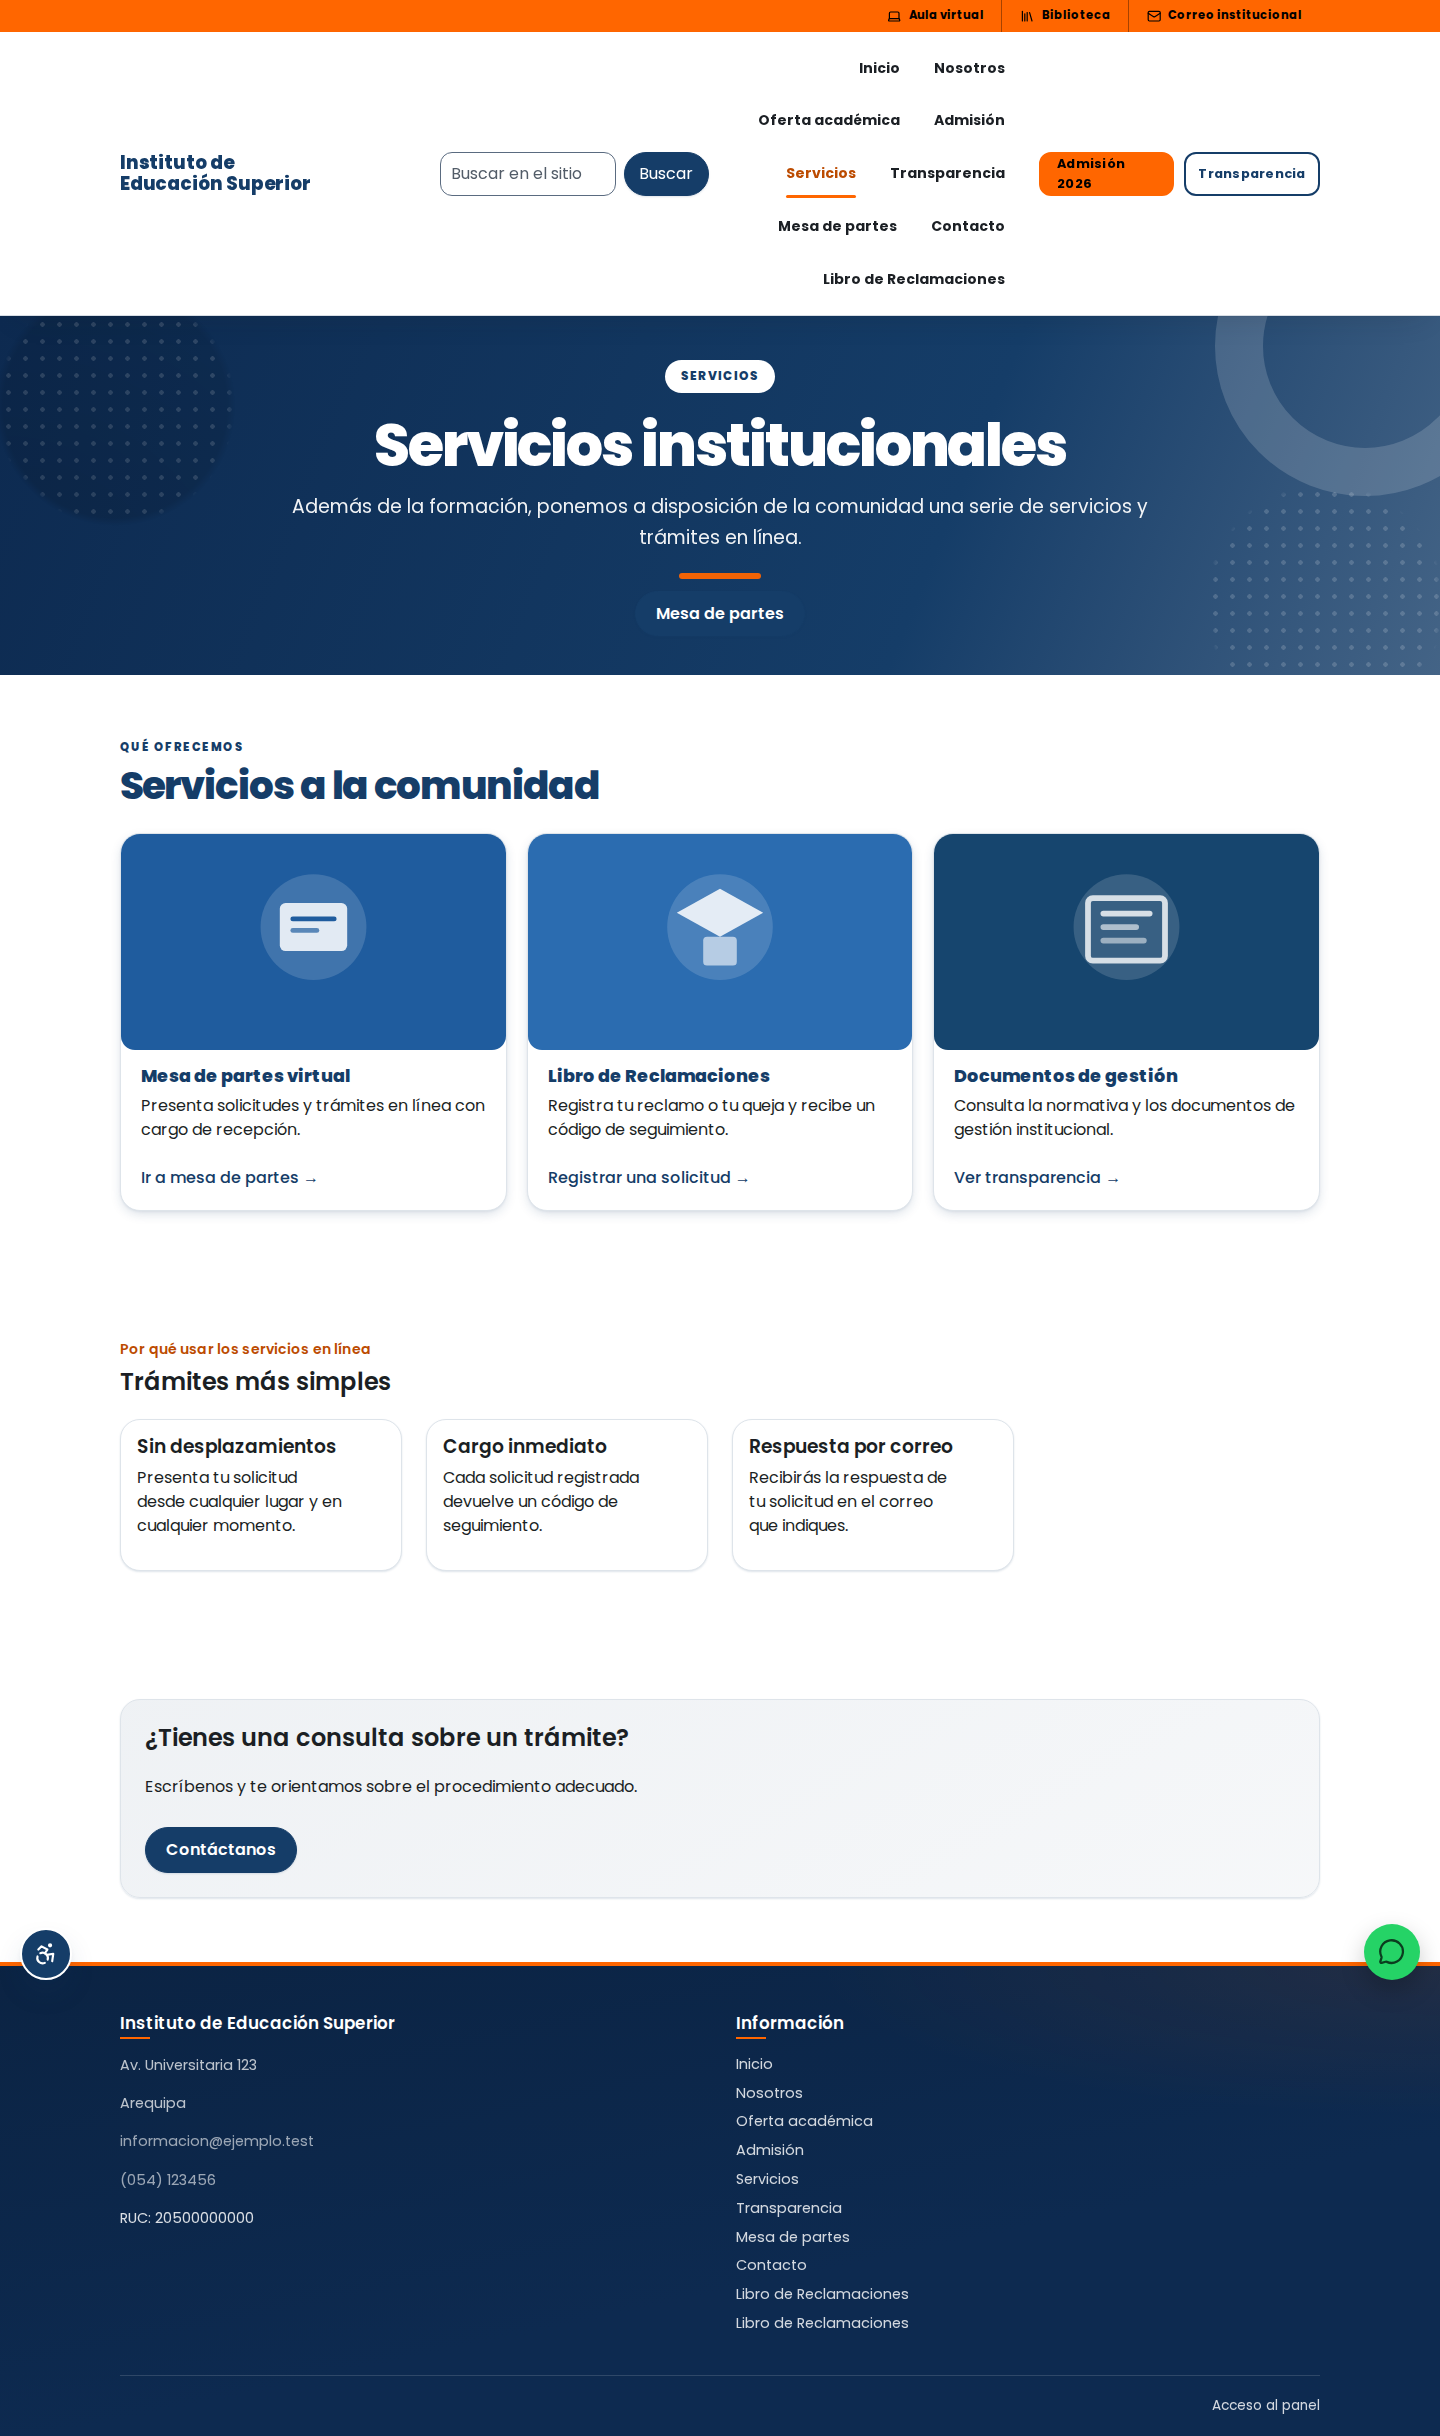 Aula virtual
Biblioteca
Correo institucional
Instituto de
Educación Superior
Buscar en el sitio
Buscar
Inicio
Nosotros
Oferta académica
Admisión
Servicios
Transparencia
Mesa de partes
Contacto
Libro de Reclamaciones
Admisión
2026
Transparencia
SERVICIOS
Servicios institucionales
Además de la formación, ponemos a disposición de la comunidad una serie de servicios y
trámites en línea.
Mesa de partes
QUÉ OFRECEMOS
Servicios a la comunidad
Mesa de partes virtual
Presenta solicitudes y trámites en línea con
cargo de recepción.
Ir a mesa de partes →
Libro de Reclamaciones
Registra tu reclamo o tu queja y recibe un
código de seguimiento.
Registrar una solicitud →
Documentos de gestión
Consulta la normativa y los documentos de
gestión institucional.
Ver transparencia →
Por qué usar los servicios en línea
Trámites más simples
Sin desplazamientos
Presenta tu solicitud
desde cualquier lugar y en
cualquier momento.
Cargo inmediato
Cada solicitud registrada
devuelve un código de
seguimiento.
Respuesta por correo
Recibirás la respuesta de
tu solicitud en el correo
que indiques.
¿Tienes una consulta sobre un trámite?
Escríbenos y te orientamos sobre el procedimiento adecuado.
Contáctanos
Instituto de Educación Superior
Av. Universitaria 123
Arequipa
informacion@ejemplo.test
(054) 123456
RUC: 20500000000
Información
Inicio
Nosotros
Oferta académica
Admisión
Servicios
Transparencia
Mesa de partes
Contacto
Libro de Reclamaciones
Libro de Reclamaciones
Acceso al panel